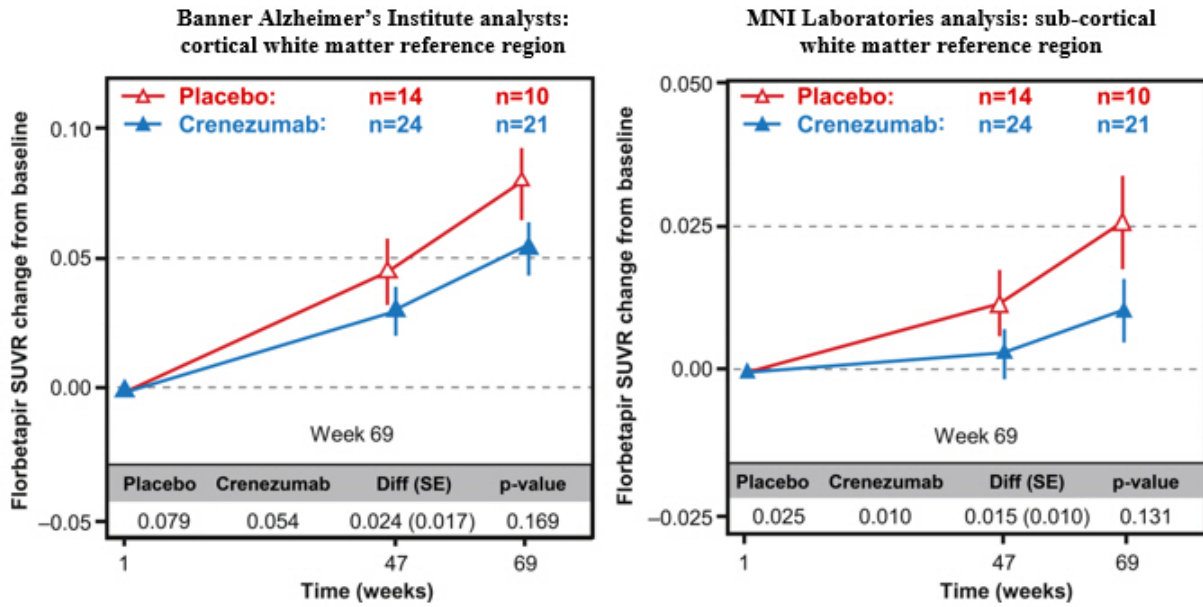 Banner Alzheimer's Institute analysts:
cortical white matter reference region
Florbetapir SUVR change from baseline
0.10
0.05
0.00
–0.05
Placebo: n=14 n=10
Crenezumab: n=24 n=21
Week 69
Placebo Crenezumab Diff (SE) p-value
0.079 0.054 0.024 (0.017) 0.169
1 47 69
Time (weeks)
MNI Laboratories analysis: sub-cortical
white matter reference region
Florbetapir SUVR change from baseline
0.050
0.025
0.00
–0.025
Placebo: n=14 n=10
Crenezumab: n=24 n=21
Week 69
Placebo Crenezumab Diff (SE) p-value
0.025 0.010 0.015 (0.010) 0.131
1 47 69
Time (weeks)